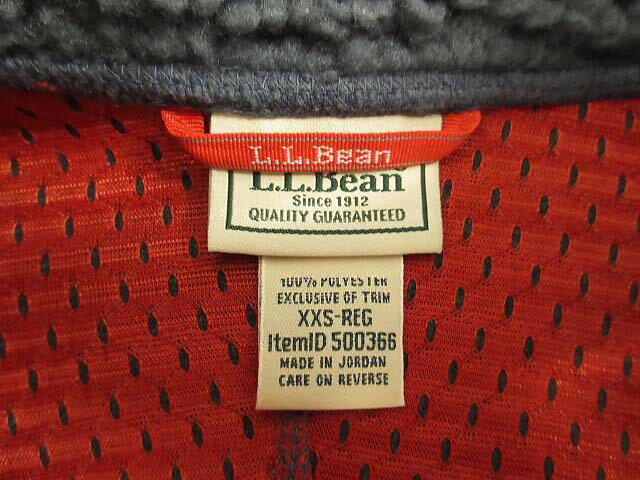 L.L.Bean
L.L.Bean
Since 1912
QUALITY GUARANTEED
100% POLYESTER
EXCLUSIVE OF TRIM
XXS-REG
ItemID 500366
MADE IN JORDAN
CARE ON REVERSE